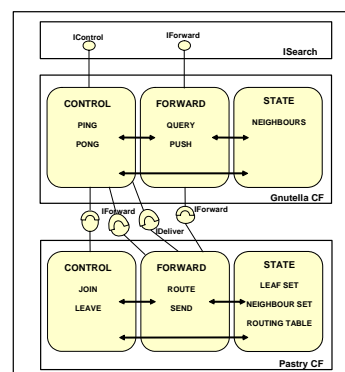 IControl IForward
ISearch
CONTROL FORWARD STATE
PING QUERY NEIGHBOURS
PONG PUSH
Gnutella CF
IForward IForward
IDeliver
CONTROL FORWARD STATE
JOIN ROUTE LEAF SET
LEAVE SEND NEIGHBOUR SET
ROUTING TABLE
Pastry CF